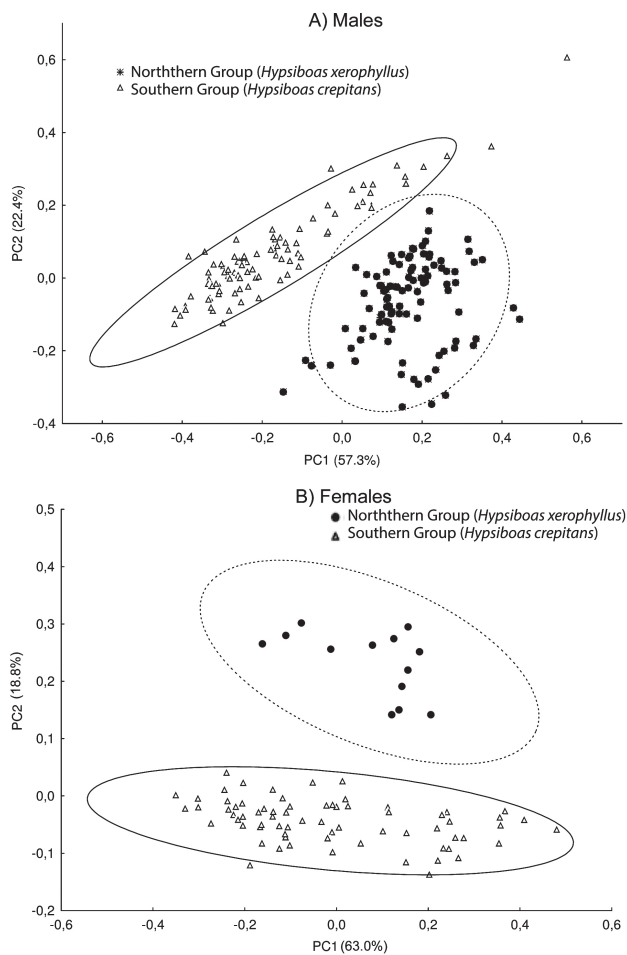 A) Males
0,6
Norththern Group (Hypsiboas xerophyllus)
Southern Group (Hypsiboas crepitans)
0,4
0,2
PC2 (22.4%)
0,0
-0,2
-0,4
-0,6 -0,4 -0,2 0,0 0,2 0,4 0,6
PC1 (57.3%)
B) Females
0,5
Norththern Group (Hypsiboas xerophyllus)
Southern Group (Hypsiboas crepitans)
0,4
0,3
PC2 (18.8%)
0,2
0,1
0,0
-0,1
-0,2
-0,6 -0,4 -0,2 0,0 0,2 0,4 0,6
PC1 (63.0%)